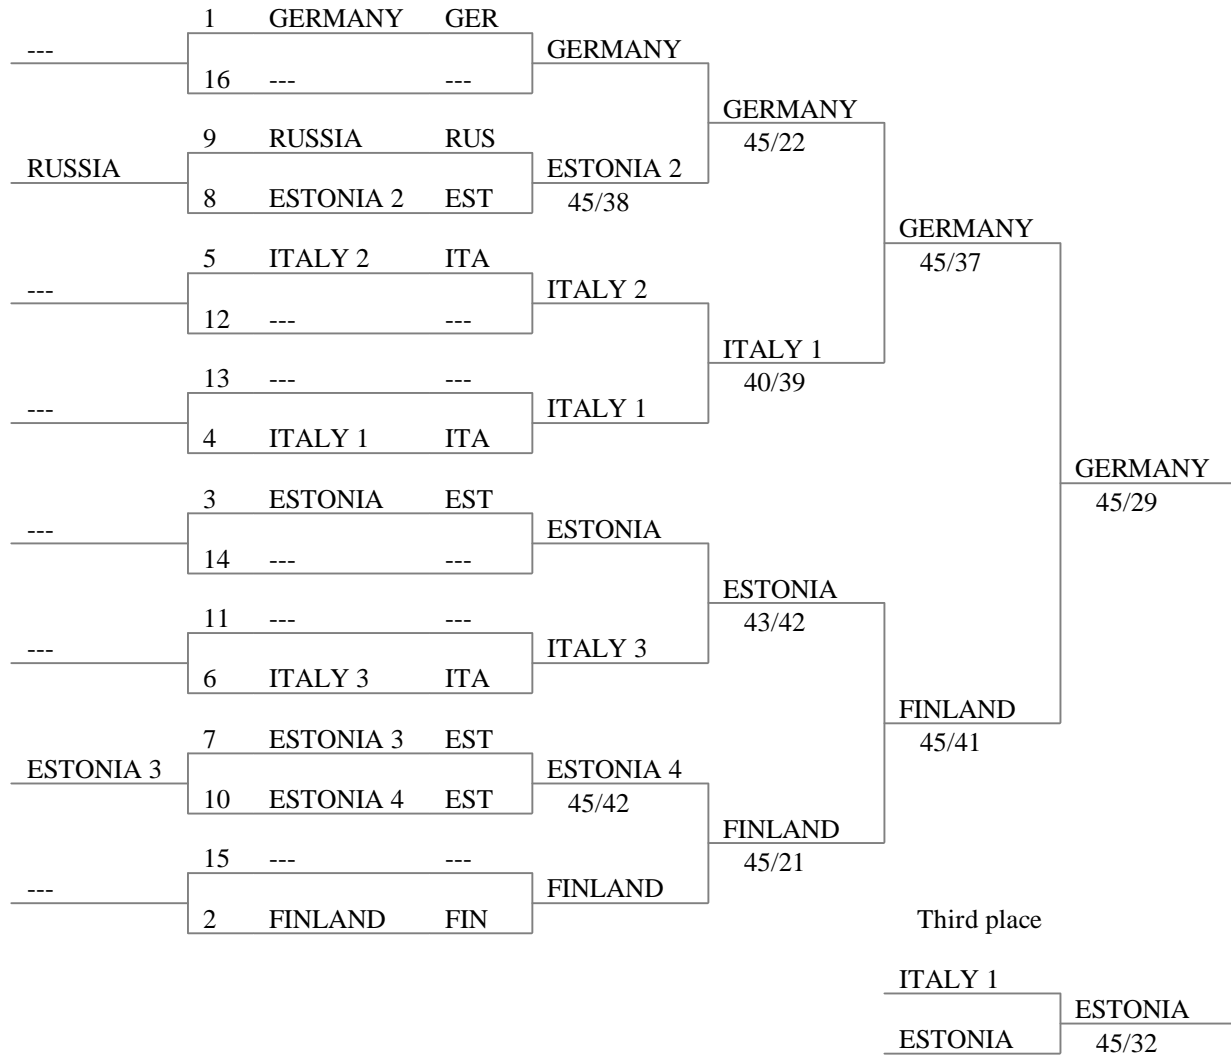 1 GERMANY GER
--- GERMANY
16 --- ---
GERMANY
9 RUSSIA RUS 45/22
RUSSIA ESTONIA 2
8 ESTONIA 2 EST 45/38
GERMANY
5 ITALY 2 ITA 45/37
--- ITALY 2
12 --- ---
ITALY 1
13 --- --- 40/39
--- ITALY 1
4 ITALY 1 ITA
GERMANY
3 ESTONIA EST 45/29
--- ESTONIA
14 --- ---
ESTONIA
11 --- --- 43/42
--- ITALY 3
6 ITALY 3 ITA
FINLAND
7 ESTONIA 3 EST 45/41
ESTONIA 3 ESTONIA 4
10 ESTONIA 4 EST 45/42
FINLAND
15 --- --- 45/21
--- FINLAND
2 FINLAND FIN Third place
ITALY 1
ESTONIA
ESTONIA 45/32